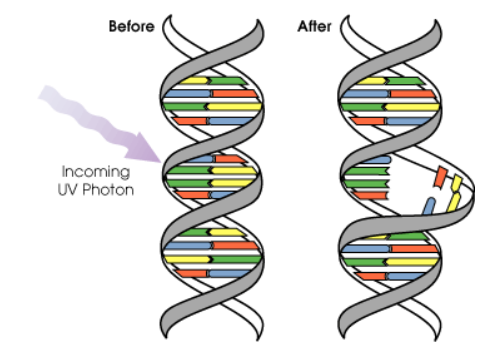 Before
After
Incoming
UV Photon